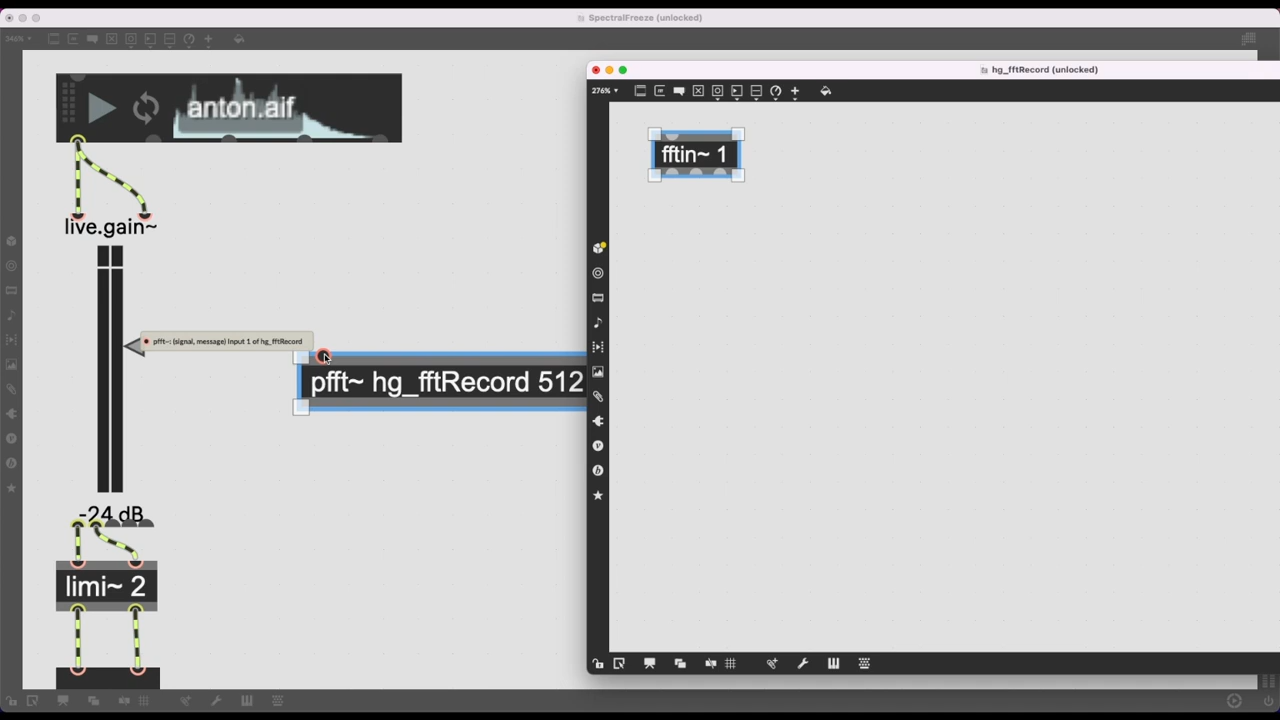 SpectralFreeze (unlocked)
346%
anton.aif
live.gain~
pfft~: (signal, message) Input 1 of hg_fftRecord
pfft~ hg_fftRecord 512
-24 dB
limi~ 2
hg_fftRecord (unlocked)
276%
fftin~ 1